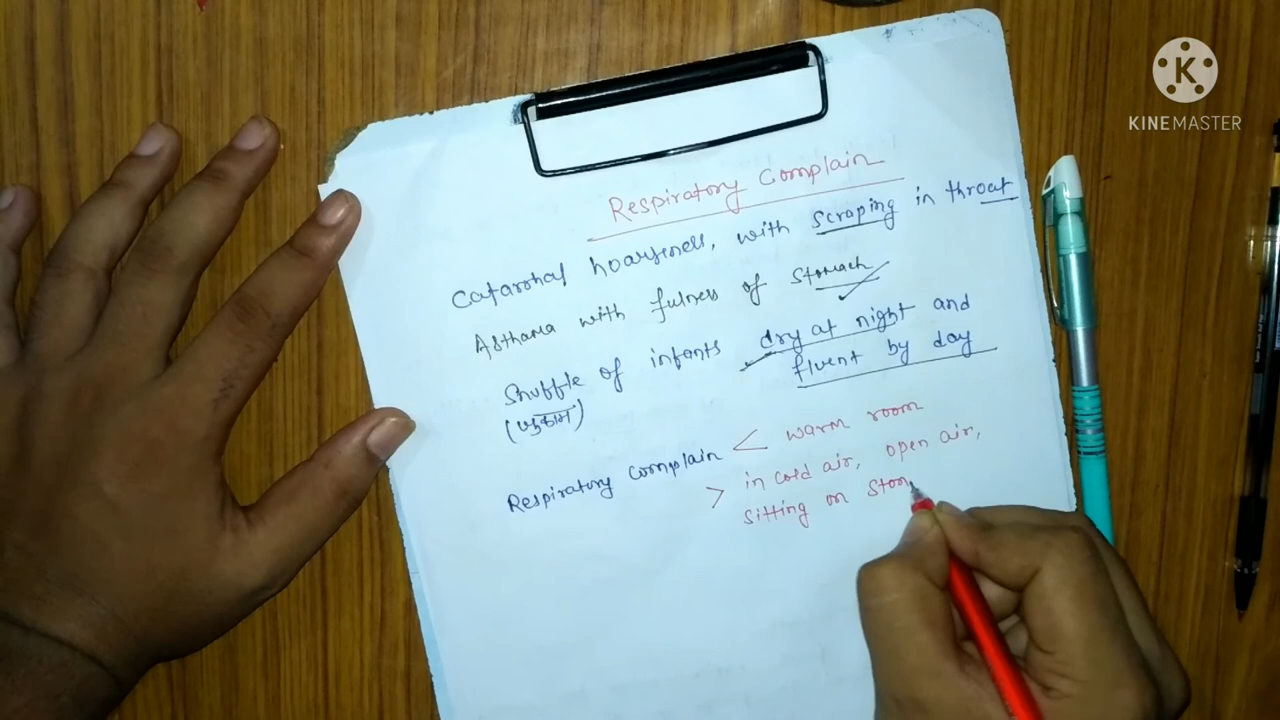 KINEMASTER
Respiratory Complain
Catarrhal hoarseness, with scraping in throat
Asthama with fulness of stomach
Snuffle of infants dry at night and
fluent by day
(जुकाम)
Respiratory complain < warm room
> in cold air, open air,
sitting on ston